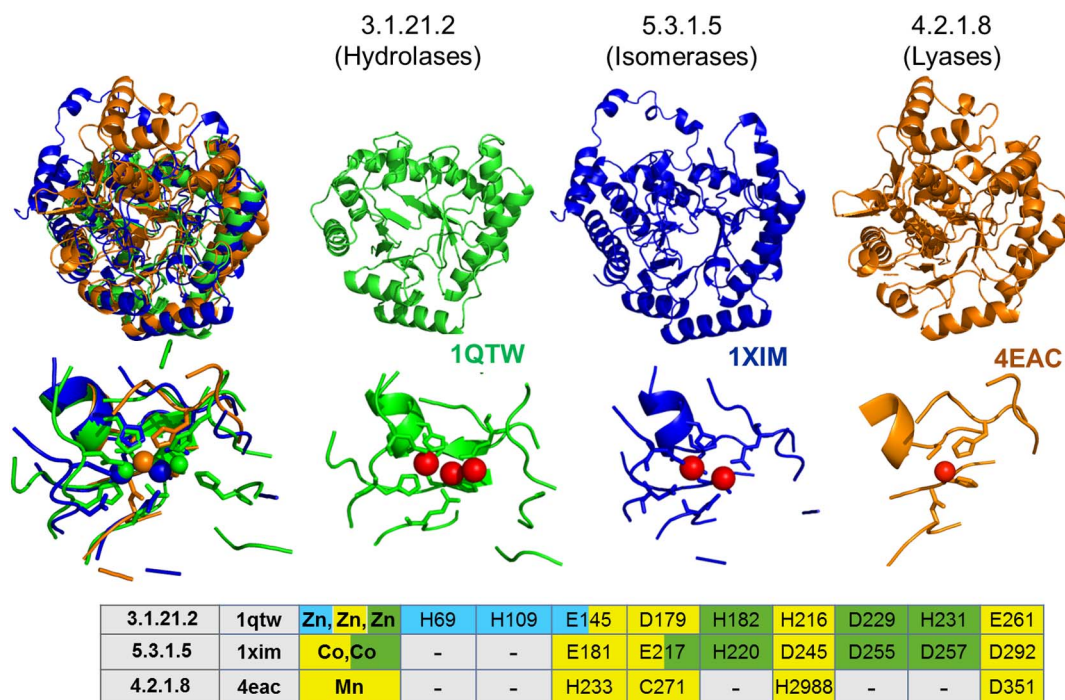 3.1.21.2 5.3.1.5 4.2.1.8
(Hydrolases) (Isomerases) (Lyases)
1QTW 1XIM 4EAC
3.1.21.2 1qtw Zn, Zn, Zn H69 H109 E145 D179 H182 H216 D229 H231 E261
5.3.1.5 1xim Co,Co - - E181 E217 H220 D245 D255 D257 D292
4.2.1.8 4eac Mn - - H233 C271 - H2988 - - D351